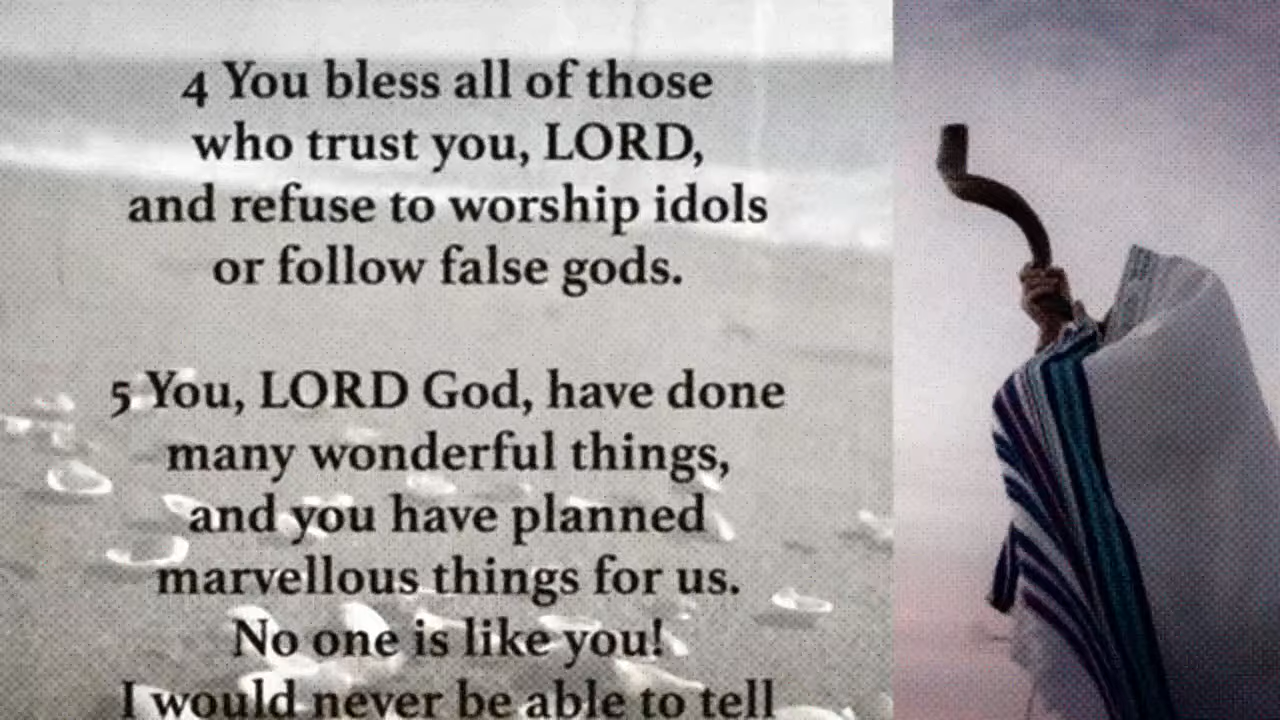 4 You bless all of those
who trust you, LORD,
and refuse to worship idols
or follow false gods.
5 You, LORD God, have done
many wonderful things,
and you have planned
marvellous things for us.
No one is like you!
I would never be able to tell